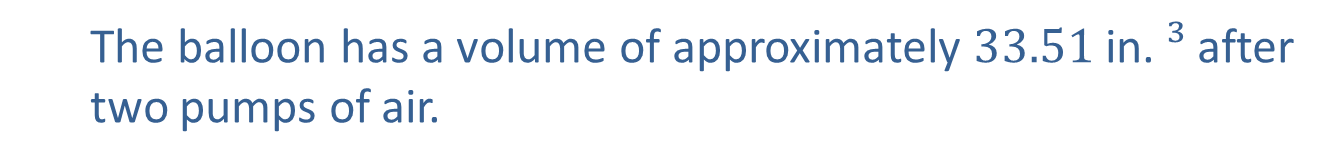 The balloon has a volume of approximately 33.51 in. ³ after
two pumps of air.